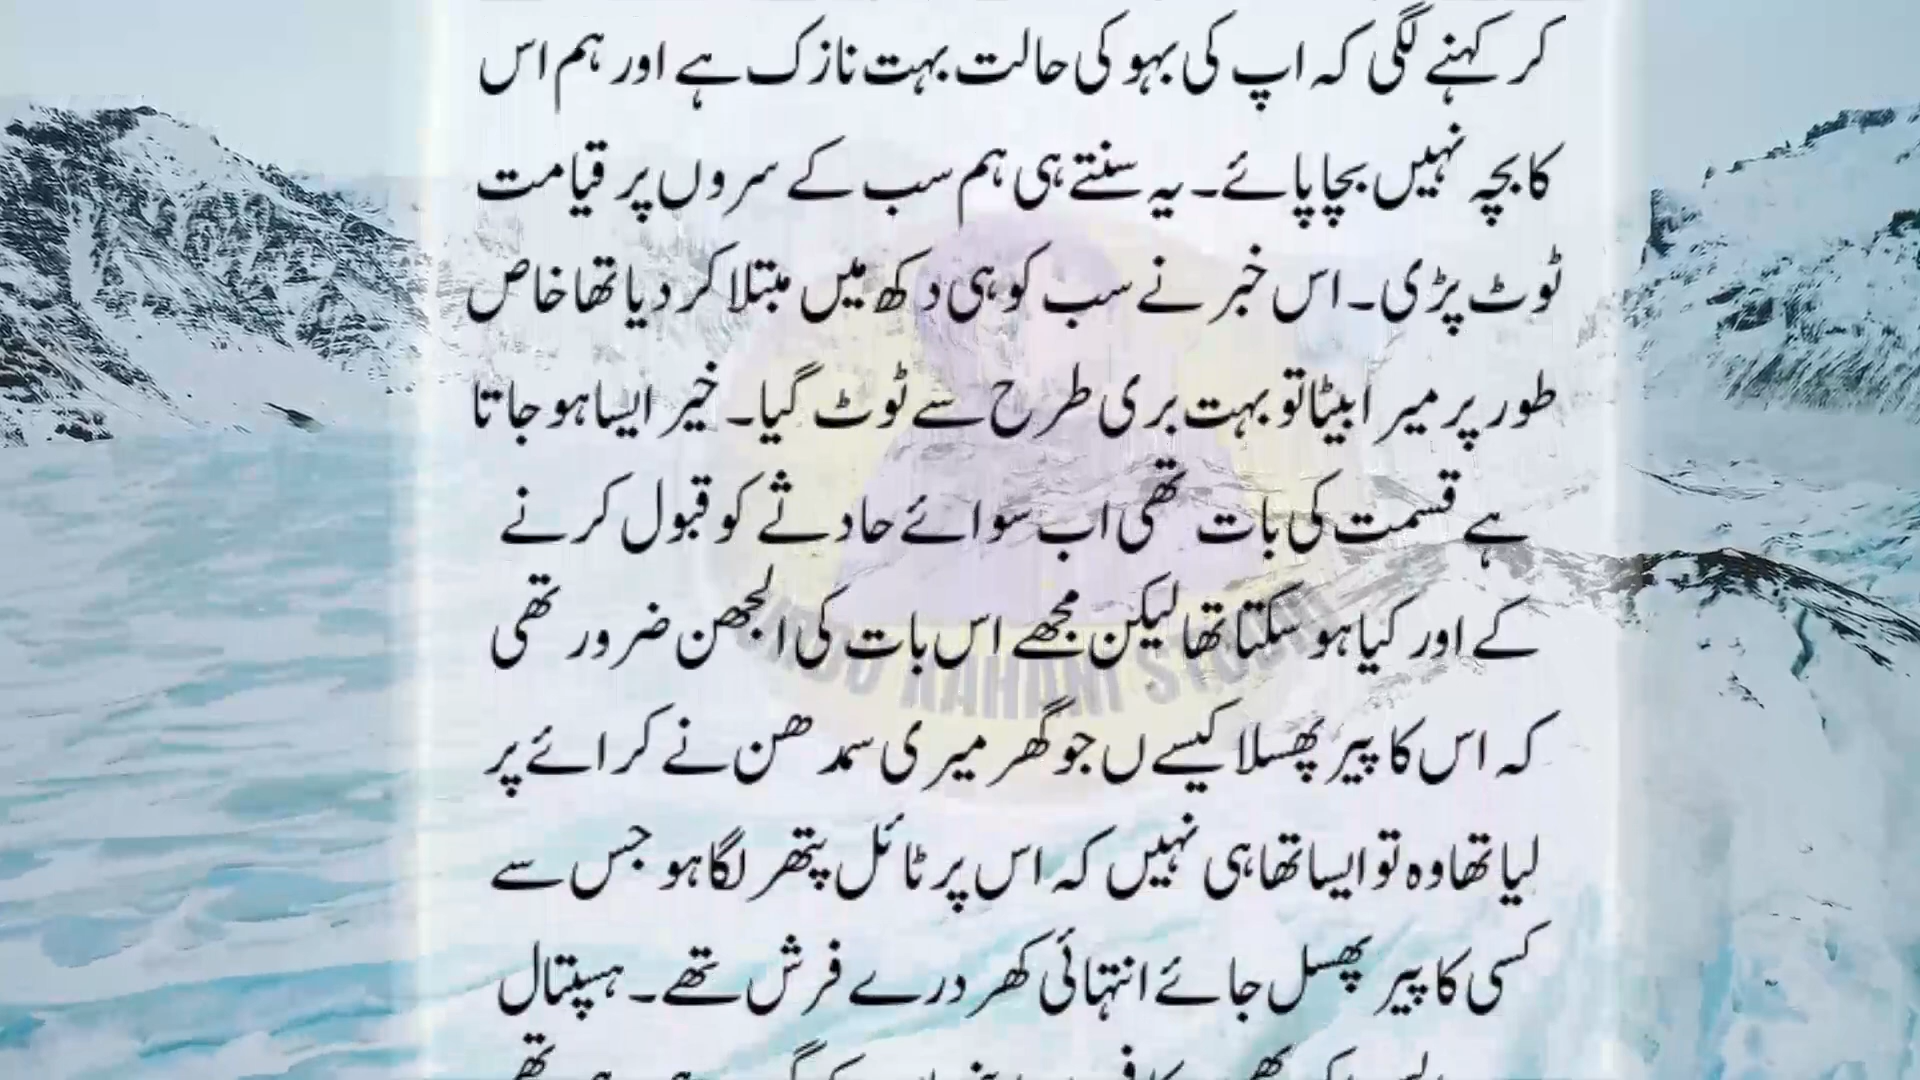 کر کہنے لگی کہ اپ کی بہو کی حالت بہت نازک ہے اور ہم اس
کا بچہ نہیں بچا پائے۔ یہ سنتے ہی ہم سب کے سروں پر قیامت
ٹوٹ پڑی۔ اس خبر نے سب کو ہی دکھ میں مبتلا کر دیا تھا خاص
طور پر میرا بیٹا تو بہت بری طرح سے ٹوٹ گیا۔ خیر ایسا ہو جاتا
ہے قسمت کی بات تھی اب سوائے حادثے کو قبول کرنے
کے اور کیا ہو سکتا تھا لیکن مجھے اس بات کی الجھن ضرور تھی
کہ اس کا پیر پھسلا کیسے ں جو گھر میری سمدھن نے کرائے پر
لیا تھا وہ تو ایسا تھا ہی نہیں کہ اس پر ٹائل پتھر لگا ہو جس سے
کسی کا پیر پھسل جائے انتہائی کھردرے فرش تھے۔ ہسپتال
KAHANI